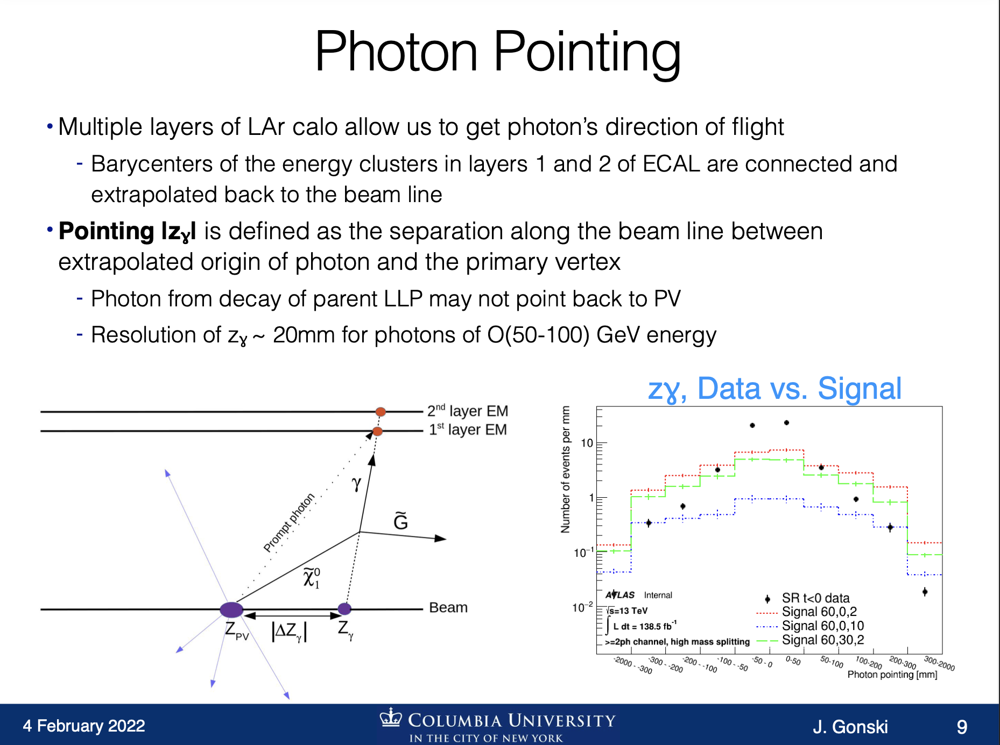 Photon Pointing
• Multiple layers of LAr calo allow us to get photon's direction of flight
- Barycenters of the energy clusters in layers 1 and 2 of ECAL are connected and
extrapolated back to the beam line
• Pointing |zɣ| is defined as the separation along the beam line between
extrapolated origin of photon and the primary vertex
- Photon from decay of parent LLP may not point back to PV
- Resolution of zɣ ~ 20mm for photons of O(50-100) GeV energy
2nd layer EM
1st layer EM
γ
Prompt photon
G̃
χ̃⁰₁
Beam
Z_PV
|ΔZ_γ|
Z_γ
zɣ, Data vs. Signal
Number of events per mm
10
1
10⁻¹
10⁻²
ATLAS Internal
√s=13 TeV
∫ L dt = 138.5 fb⁻¹
>=2ph channel, high mass splitting
SR t<0 data
Signal 60,0,2
Signal 60,0,10
Signal 60,30,2
-2000 - -300
-300 - -200
-200 - -100
-100 - -50
-50 - 0
0-50
50-100
100-200
200-300
300-2000
Photon pointing [mm]
4 February 2022
COLUMBIA UNIVERSITY
IN THE CITY OF NEW YORK
J. Gonski
9